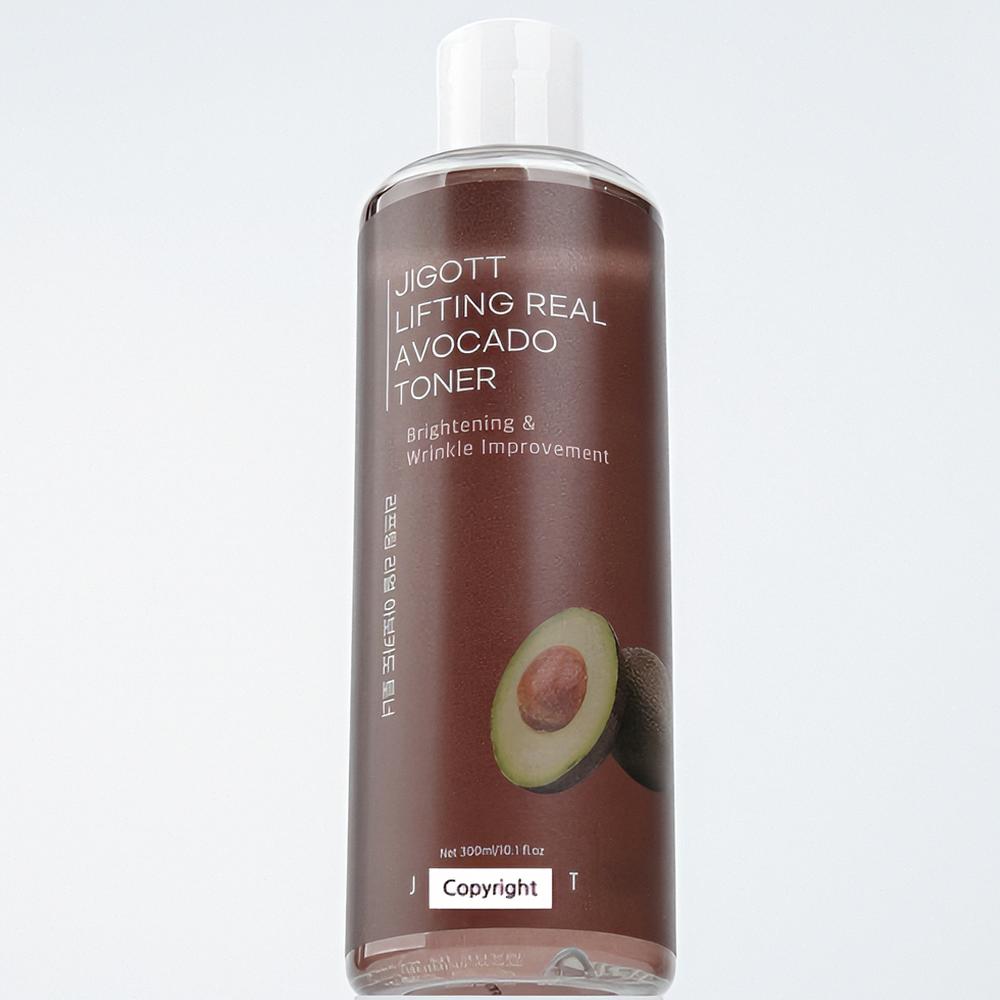 JIGOTT
LIFTING REAL
AVOCADO
TONER
Brightening &
Wrinkle Improvement
Net 300ml/10.1 fl.oz
J
Copyright
T